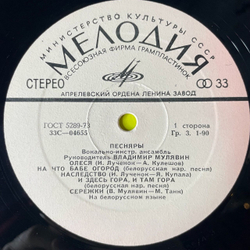 МИНИСТЕРСТВО КУЛЬТУРЫ СССР
МЕЛОДИЯ
ВСЕСОЮЗНАЯ ФИРМА ГРАМПЛАСТИНОК
СТЕРЕО
33
АПРЕЛЕВСКИЙ ОРДЕНА ЛЕНИНА ЗАВОД
ГОСТ 5289-73
33С—04655
1 сторона
Гр. 3. 1-90
ПЕСНЯРЫ
Вокально-инстр. ансамбль
Руководитель ВЛАДИМИР МУЛЯВИН
ОЛЕСЯ (И. Лученок — А. Кулешов)
НА ЧТО БАБЕ ОГОРОД (белорусская нар. песня)
НАСЛЕДСТВО (И. Лученок—Я. Купала)
И ЗДЕСЬ ГОРА, И ТАМ ГОРА
(белорусская нар. песня)
СЕРЕЖКИ (В. Мулявин — М. Танк)
На белорусском языке